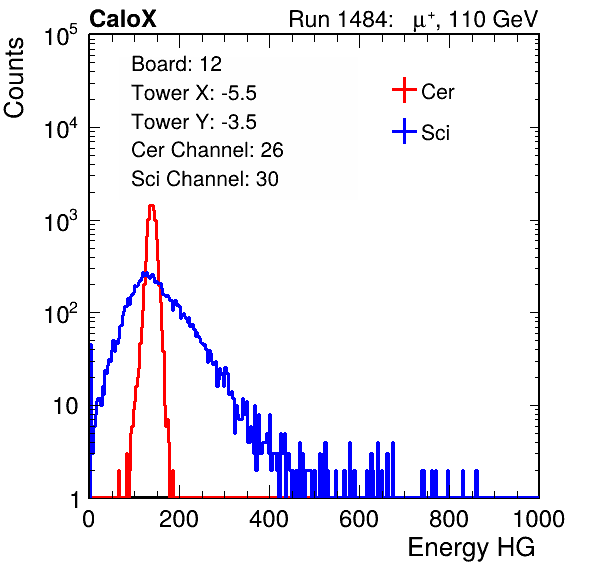 CaloX Run 1484: μ⁺, 110 GeV
Board: 12
Tower X: -5.5
Tower Y: -3.5
Cer Channel: 26
Sci Channel: 30
Cer
Sci
Counts
10⁵
10⁴
10³
10²
10
1
0 200 400 600 800 1000
Energy HG